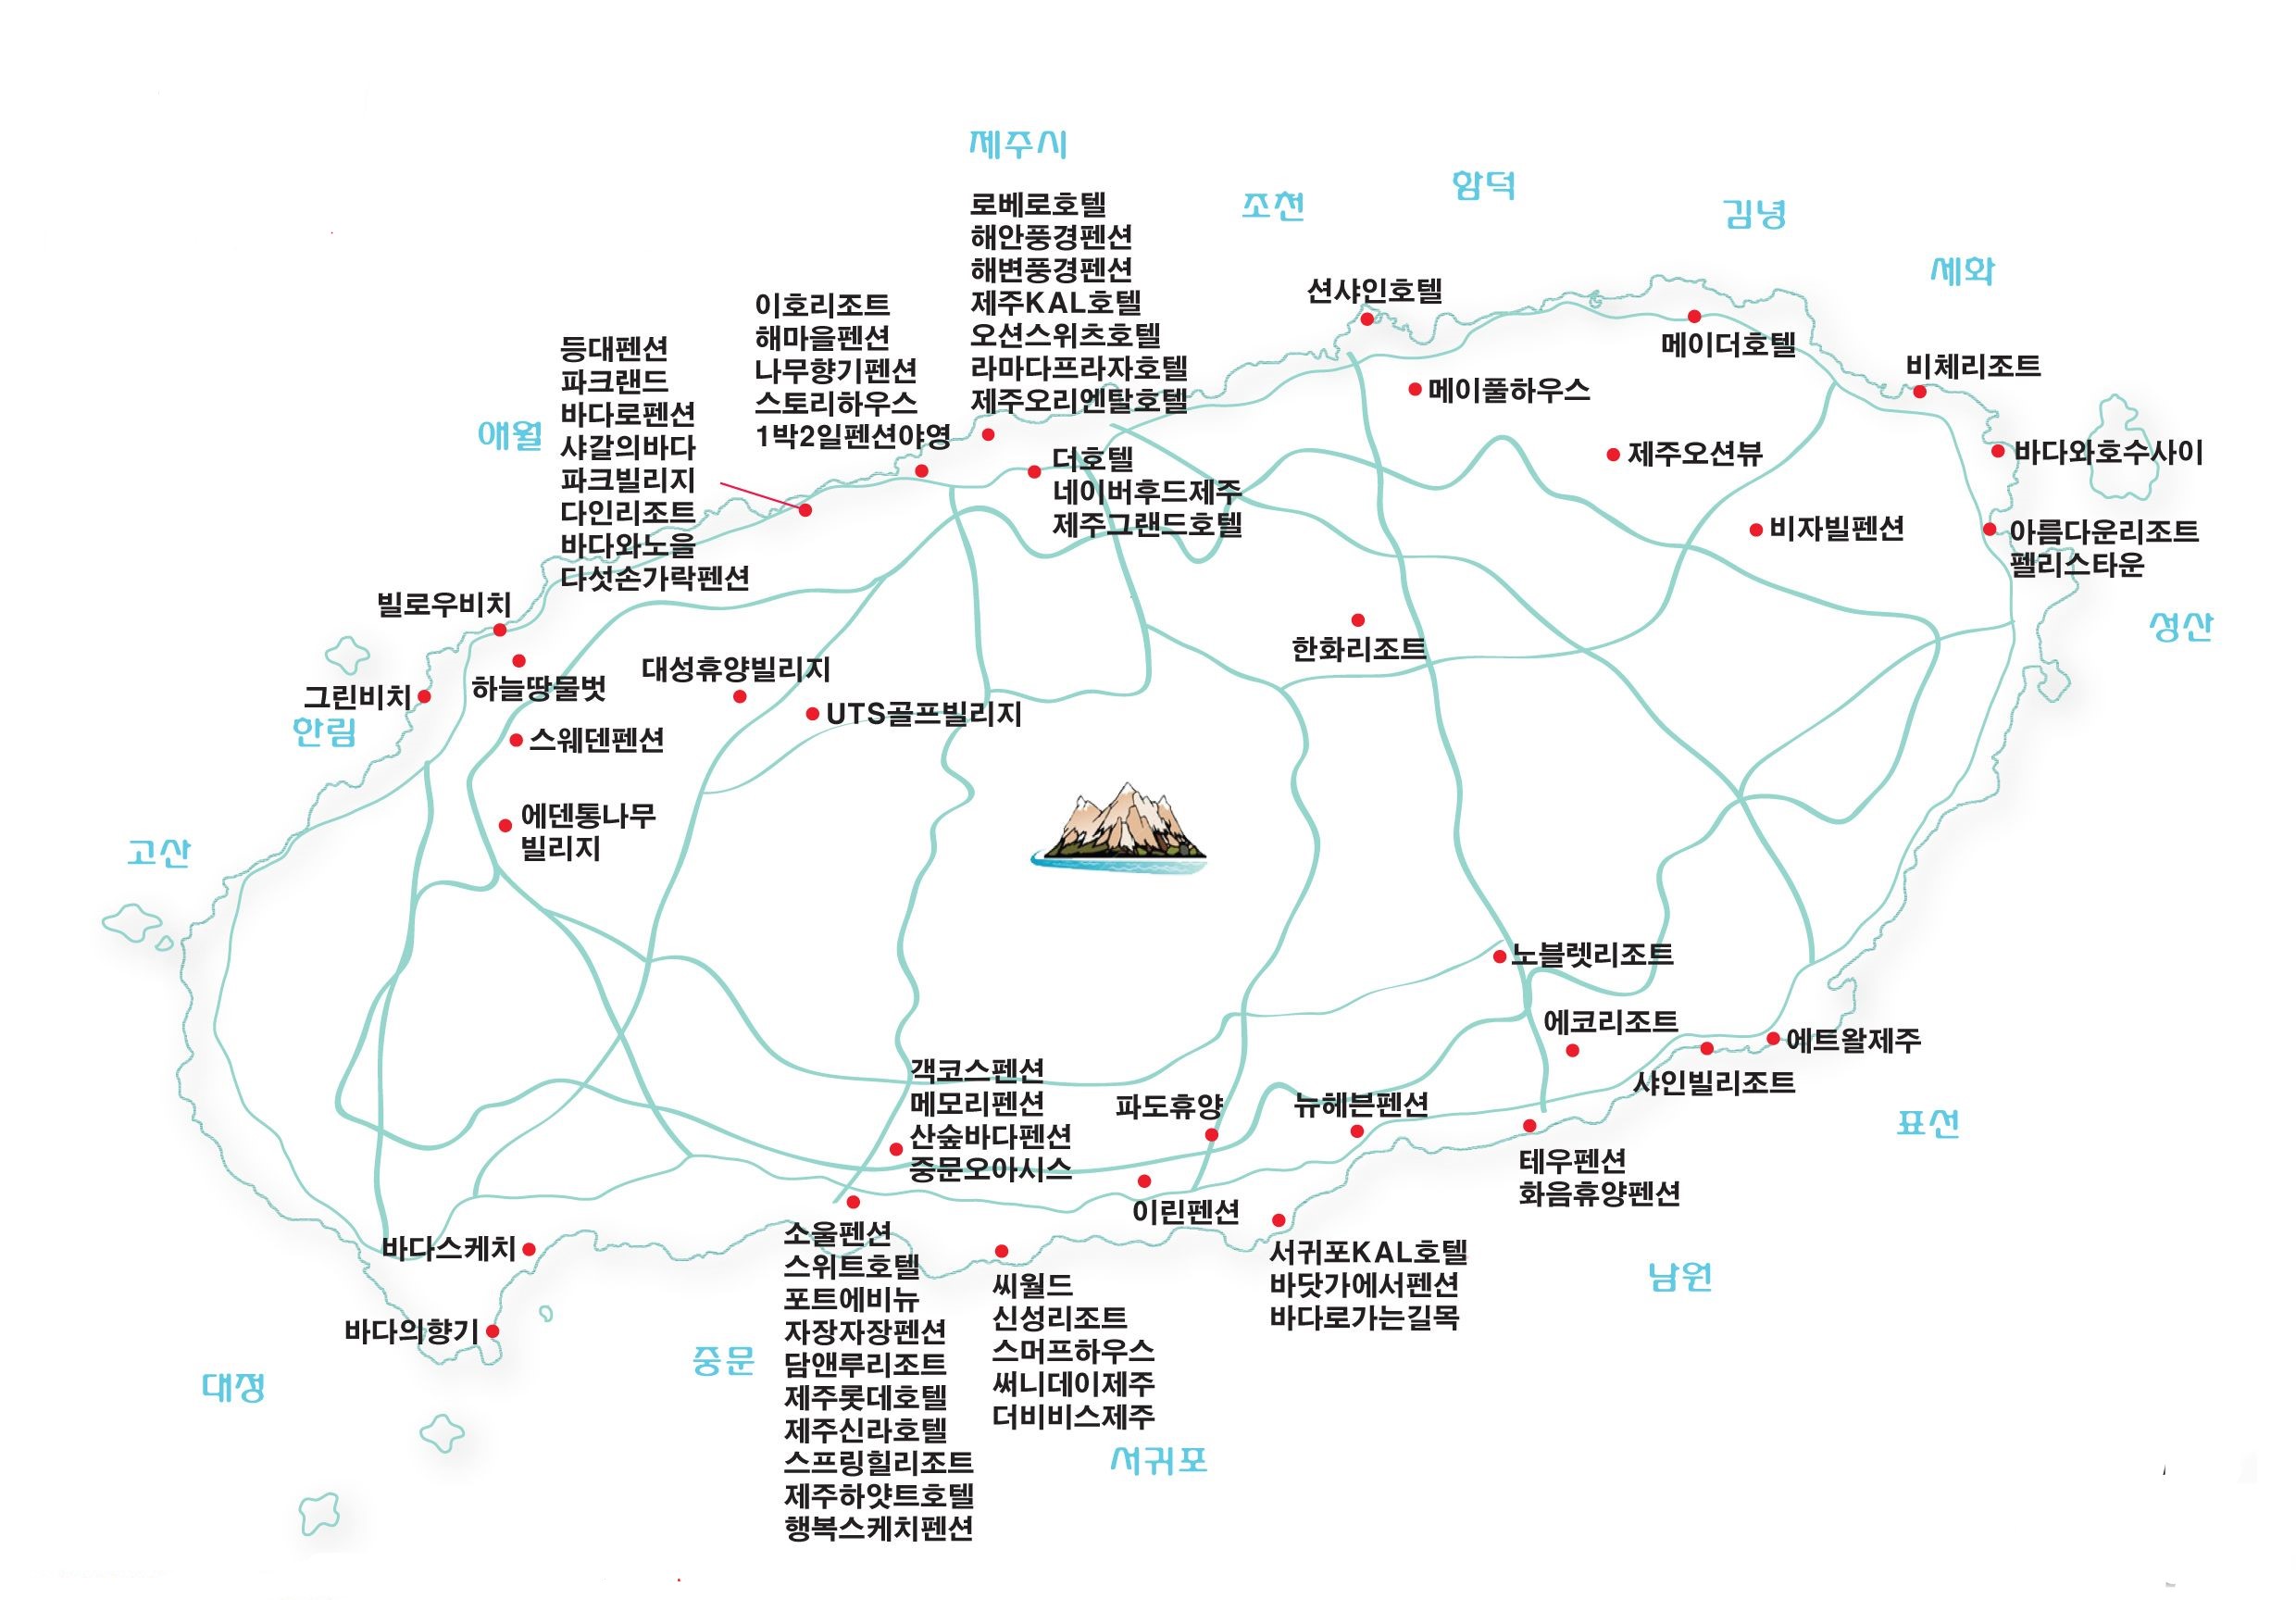 제주시
로베로호텔
해안풍경펜션
해변풍경펜션
제주KAL호텔
오션스위츠호텔
라마다프라자호텔
제주오리엔탈호텔
조천
함덕
김녕
세화
션샤인호텔
메이더호텔
비체리조트
이호리조트
해마을펜션
나무향기펜션
스토리하우스
1박2일펜션야영
애월
등대펜션
파크랜드
바다로펜션
샤갈의바다
파크빌리지
다인리조트
바다와노을
다섯손가락펜션
더호텔
네이버후드제주
제주그랜드호텔
메이풀하우스
제주오션뷰
바다와호수사이
비자빌펜션
아름다운리조트
펠리스타운
성산
빌로우비치
하늘땅물벗
그린비치
한림
대성휴양빌리지
UTS골프빌리지
스웨덴펜션
한화리조트
에덴통나무
빌리지
고산
노블렛리조트
에코리조트
에트왈제주
샤인빌리조트
표선
객코스펜션
메모리펜션
산숲바다펜션
중문오아시스
파도휴양
뉴헤븐펜션
이린펜션
테우펜션
화음휴양펜션
남원
바다스케치
바다의향기
대정
중문
소울펜션
스위트호텔
포트에비뉴
자장자장펜션
담앤루리조트
제주롯데호텔
제주신라호텔
스프링힐리조트
제주하얏트호텔
행복스케치펜션
씨월드
신성리조트
스머프하우스
써니데이제주
더비비스제주
서귀포
서귀포KAL호텔
바닷가에서펜션
바다로가는길목